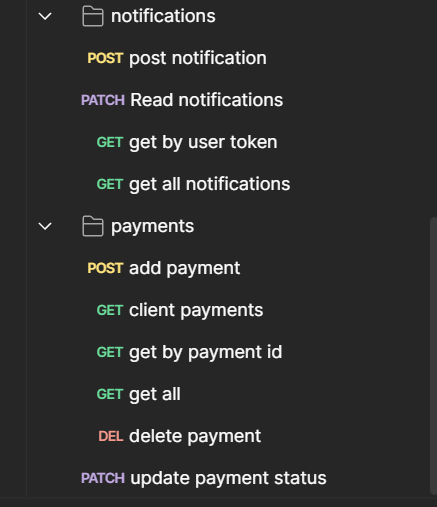 notifications
POST post notification
PATCH Read notifications
GET get by user token
GET get all notifications
payments
POST add payment
GET client payments
GET get by payment id
GET get all
DEL delete payment
PATCH update payment status